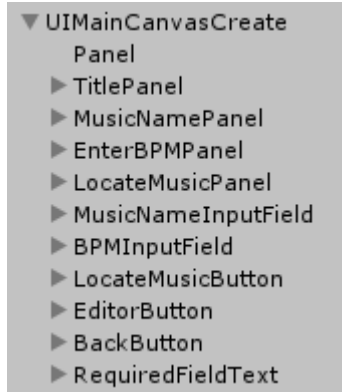 UIMainCanvasCreate
Panel
TitlePanel
MusicNamePanel
EnterBPMPanel
LocateMusicPanel
MusicNameInputField
BPMInputField
LocateMusicButton
EditorButton
BackButton
RequiredFieldText